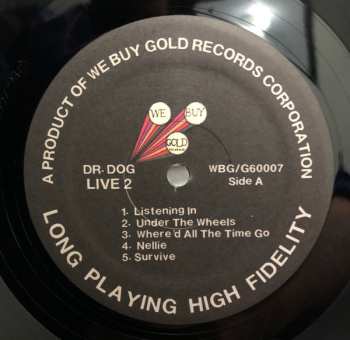 A PRODUCT OF WE BUY GOLD RECORDS CORPORATION
WE BUY
GOLD
DR. DOG
LIVE 2
WBG/G60007
Side A
1. Listening In
2. Under The Wheels
3. Where'd All The Time Go
4. Nellie
5. Survive
LONG PLAYING HIGH FIDELITY